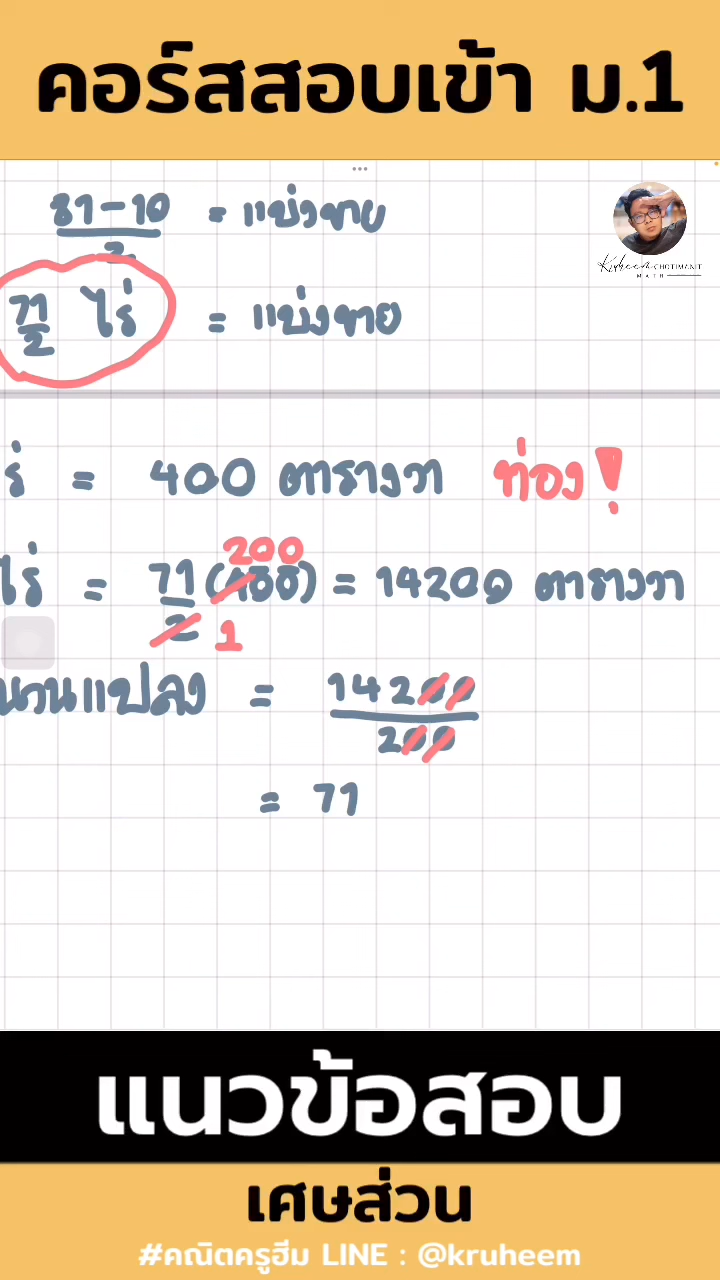 คอร์สสอบเข้า ม.1
81-10/2 = แบ่งขาย
71/2 ไร่ = แบ่งขาย
KruheemCHOTIMANIT
MATH
ร่ = 400 ตารางวา ท่อง!
200
ไร่ = 71/2 (400) = 14200 ตารางวา
1
นวนแปลง = 14200/200
= 71
แนวข้อสอบ
เศษส่วน
#คณิตครูฮีม LINE : @kruheem